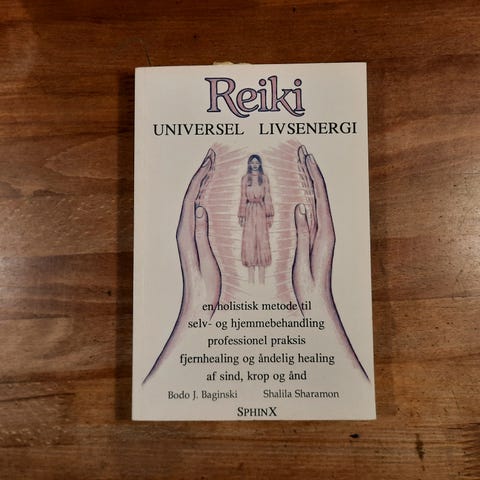 Reiki
UNIVERSEL LIVSENERGI
en holistisk metode til
selv- og hjemmebehandling
professionel praksis
fjernhealing og åndelig healing
af sind, krop og ånd
Bodo J. Baginski Shalila Sharamon
SPHINX